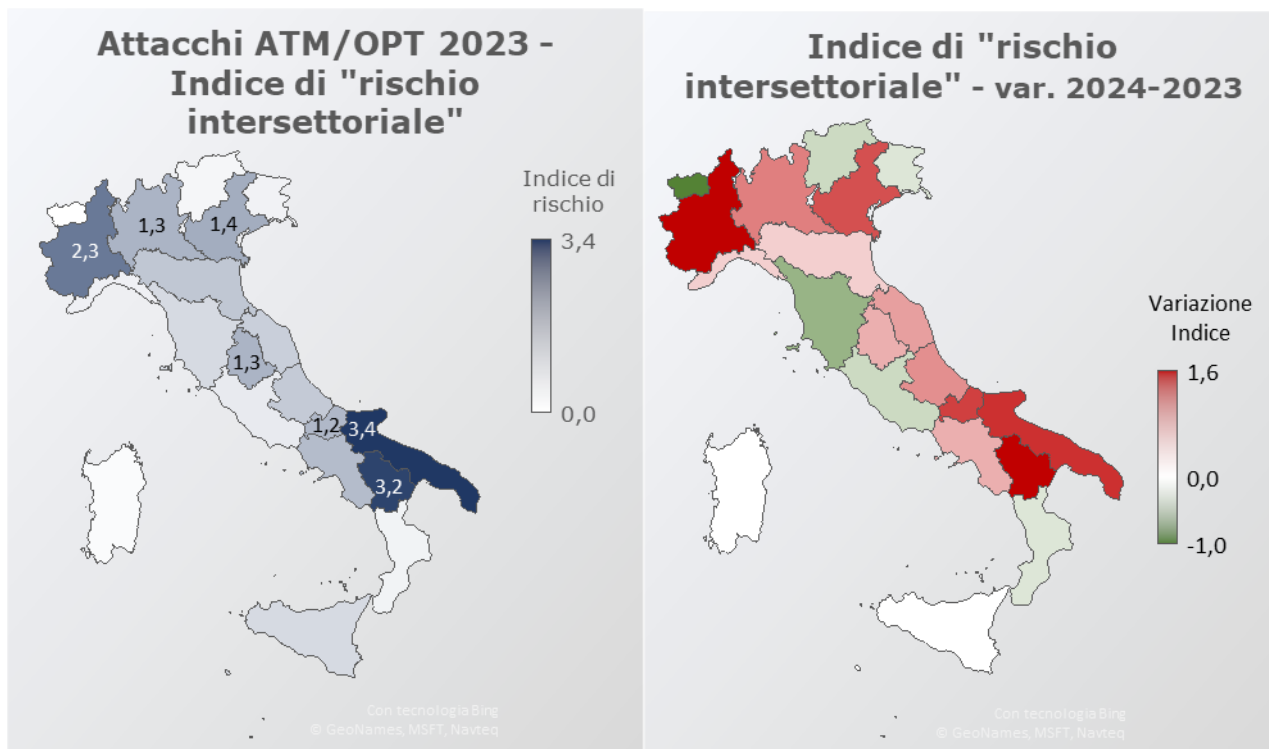 Attacchi ATM/OPT 2023 -
Indice di "rischio
intersettoriale"
Indice di
rischio
3,4
0,0
2,3
1,3
1,4
1,3
1,2
3,4
3,2
Con tecnologia Bing
© GeoNames, MSFT, Navteq
Indice di "rischio
intersettoriale" - var. 2024-2023
Variazione
Indice
1,6
0,0
-1,0
Con tecnologia Bing
© GeoNames, MSFT, Navteq